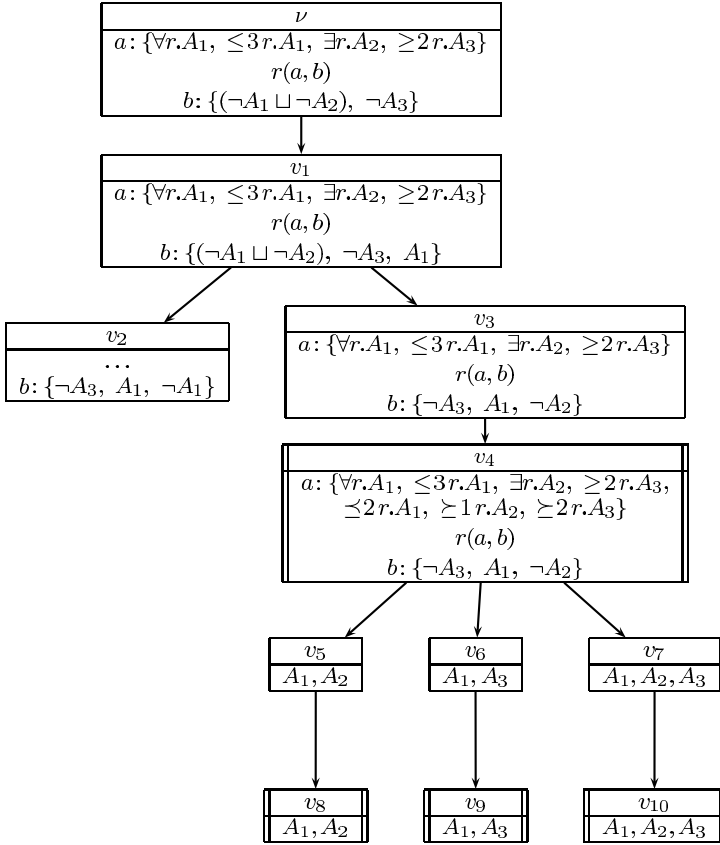 ν
a: {∀r.A₁, ≤3 r.A₁, ∃r.A₂, ≥2 r.A₃}
r(a, b)
b: {(¬A₁ ⊔ ¬A₂), ¬A₃}
v₁
a: {∀r.A₁, ≤3 r.A₁, ∃r.A₂, ≥2 r.A₃}
r(a, b)
b: {(¬A₁ ⊔ ¬A₂), ¬A₃, A₁}
v₂
...
b: {¬A₃, A₁, ¬A₁}
v₃
a: {∀r.A₁, ≤3 r.A₁, ∃r.A₂, ≥2 r.A₃}
r(a, b)
b: {¬A₃, A₁, ¬A₂}
v₄
a: {∀r.A₁, ≤3 r.A₁, ∃r.A₂, ≥2 r.A₃,
⪯2 r.A₁, ⪰1 r.A₂, ⪰2 r.A₃}
r(a, b)
b: {¬A₃, A₁, ¬A₂}
v₅
A₁, A₂
v₆
A₁, A₃
v₇
A₁, A₂, A₃
v₈
A₁, A₂
v₉
A₁, A₃
v₁₀
A₁, A₂, A₃